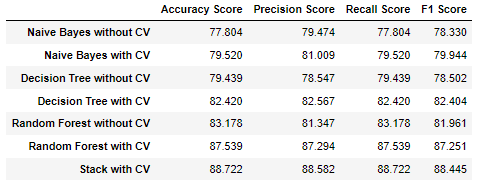 Accuracy Score Precision Score Recall Score F1 Score
Naive Bayes without CV 77.804 79.474 77.804 78.330
Naive Bayes with CV 79.520 81.009 79.520 79.944
Decision Tree without CV 79.439 78.547 79.439 78.502
Decision Tree with CV 82.420 82.567 82.420 82.404
Random Forest without CV 83.178 81.347 83.178 81.961
Random Forest with CV 87.539 87.294 87.539 87.251
Stack with CV 88.722 88.582 88.722 88.445